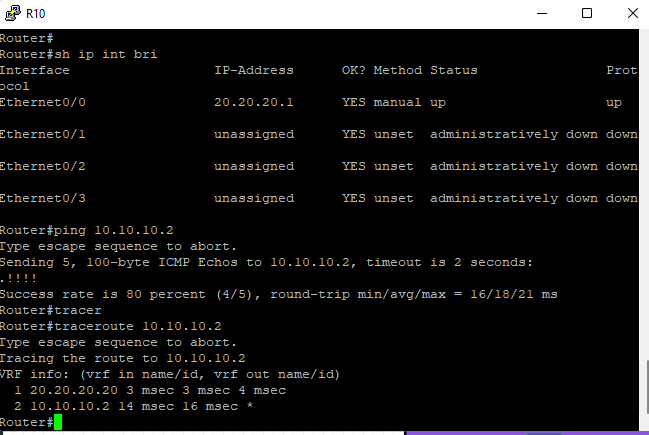 R10
Router#
Router#sh ip int bri
Interface                  IP-Address      OK? Method Status                Prot
ocol
Ethernet0/0                20.20.20.1      YES manual up                    up
Ethernet0/1                unassigned      YES unset  administratively down down
Ethernet0/2                unassigned      YES unset  administratively down down
Ethernet0/3                unassigned      YES unset  administratively down down
Router#ping 10.10.10.2
Type escape sequence to abort.
Sending 5, 100-byte ICMP Echos to 10.10.10.2, timeout is 2 seconds:
.!!!!
Success rate is 80 percent (4/5), round-trip min/avg/max = 16/18/21 ms
Router#tracer
Router#traceroute 10.10.10.2
Type escape sequence to abort.
Tracing the route to 10.10.10.2
VRF info: (vrf in name/id, vrf out name/id)
  1 20.20.20.20 3 msec 3 msec 4 msec
  2 10.10.10.2 14 msec 16 msec *
Router#